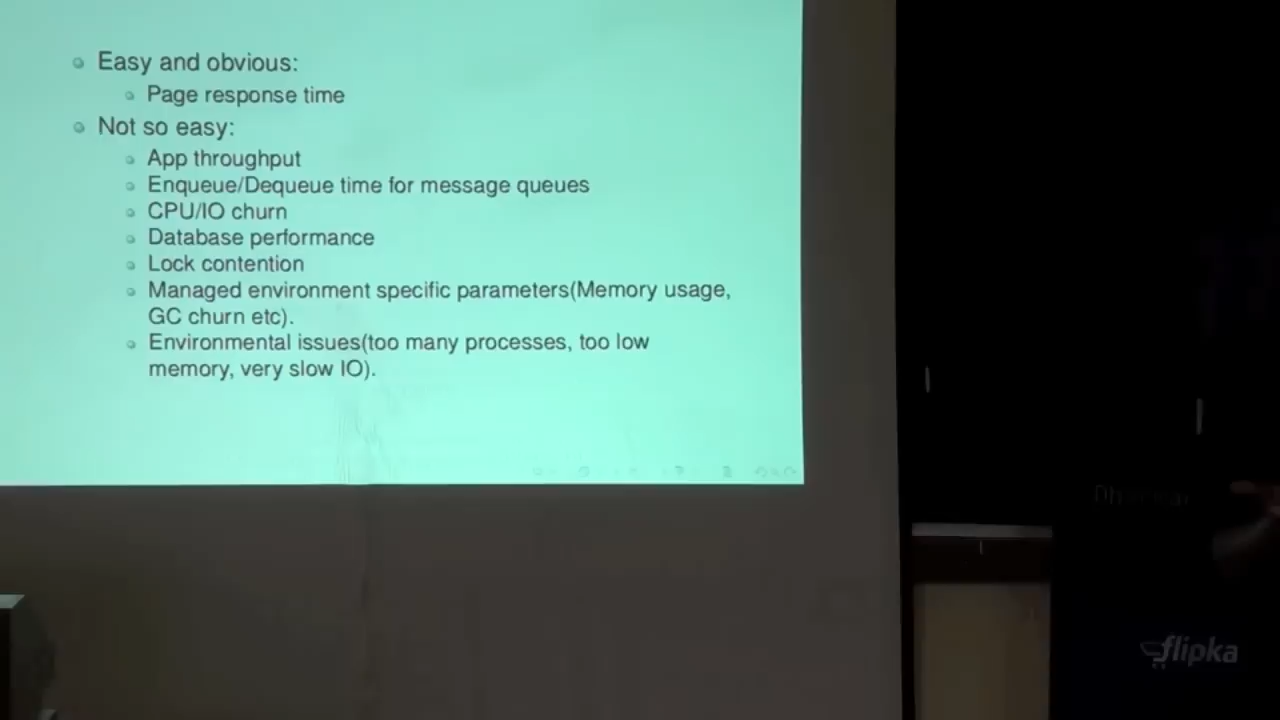 Easy and obvious:
Page response time
Not so easy:
App throughput
Enqueue/Dequeue time for message queues
CPU/IO churn
Database performance
Lock contention
Managed environment specific parameters(Memory usage,
GC churn etc).
Environmental issues(too many processes, too low
memory, very slow IO).
flipka